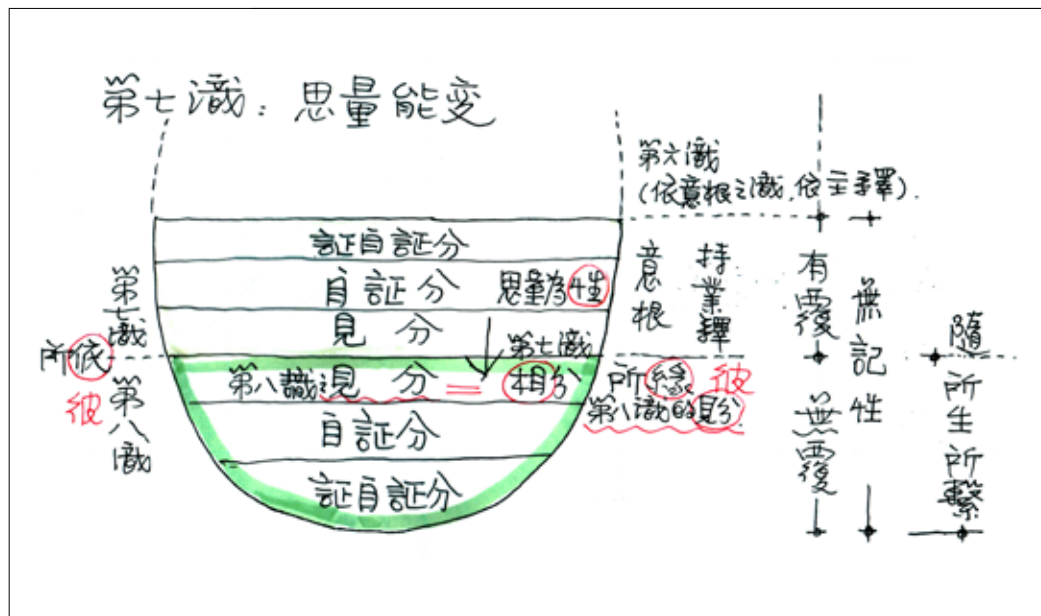 第七識：思量能変
第六識
(依意根之識,依主釋).
証自証分
自証分 思量為性
見分
第七識
第八識之見分 = 相分
自証分
証自証分
第七識
所依
彼
第八識
意根
持業釋
所緣 彼
第八識的見分
有覆
無覆
無記性
隨所生所繫